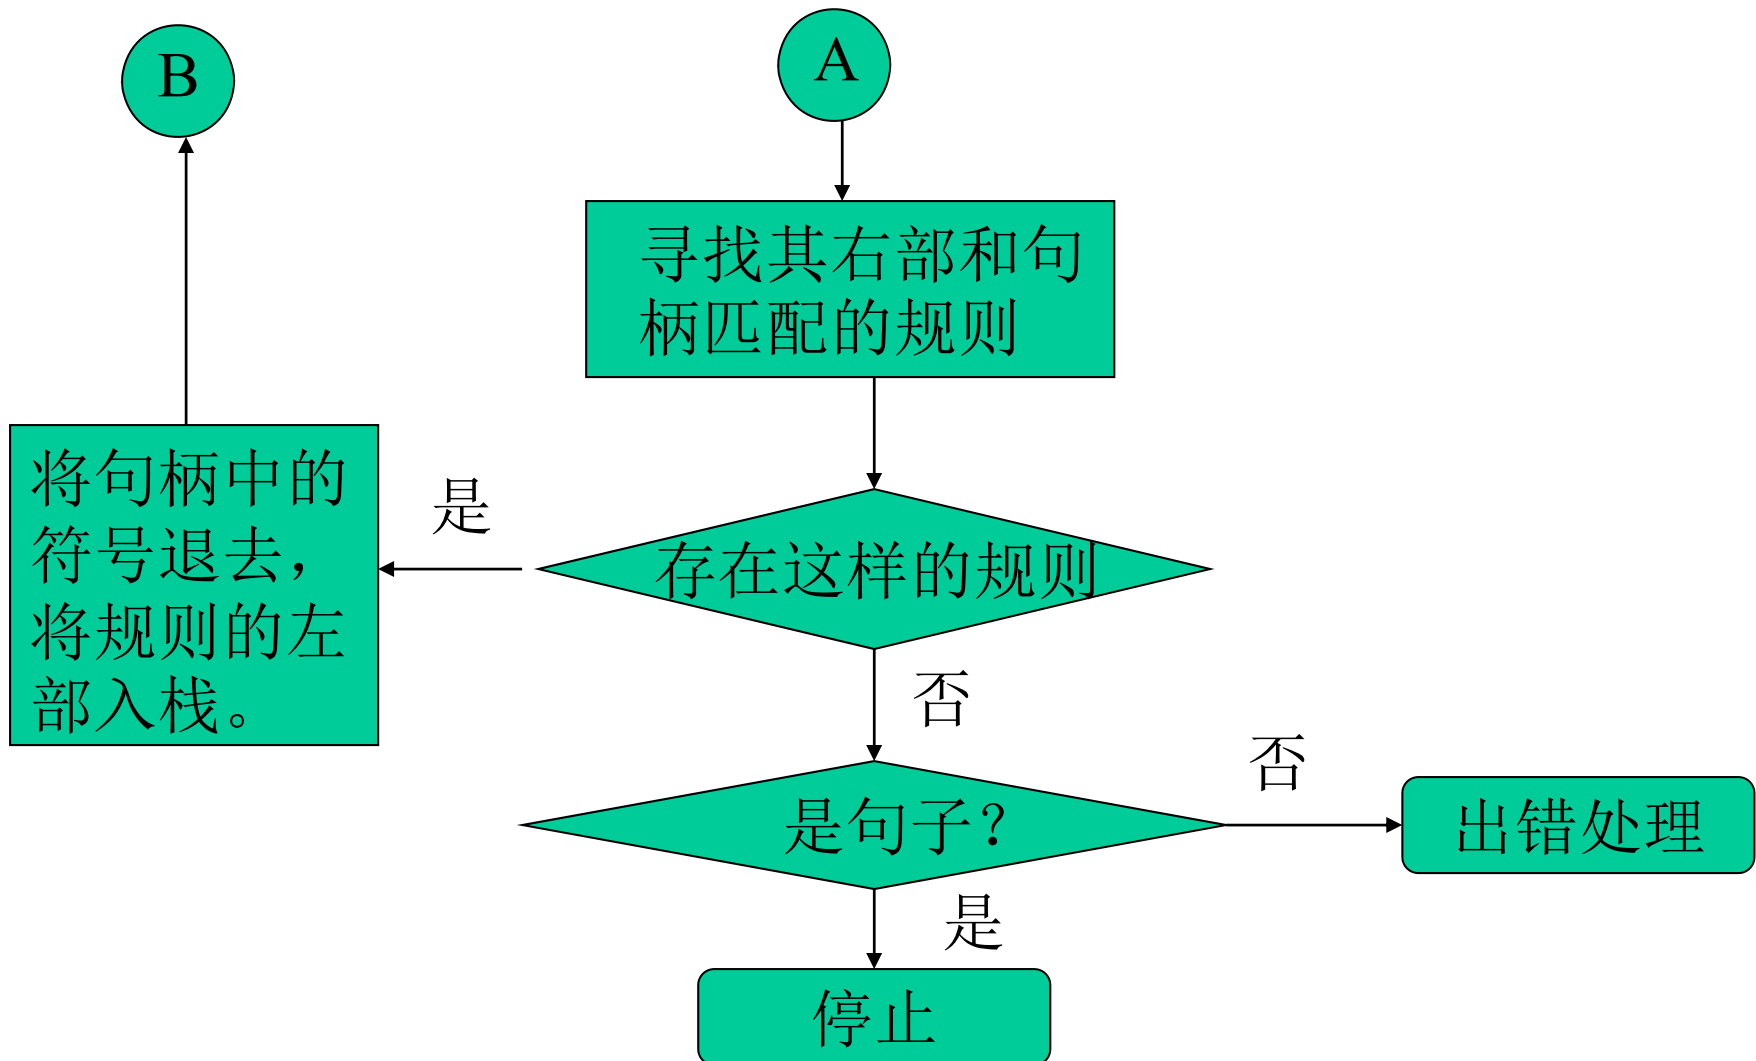 B
A
寻找其右部和句
柄匹配的规则
将句柄中的
符号退去，
将规则的左
部入栈。
是
存在这样的规则
否
是句子？
否
出错处理
是
停止